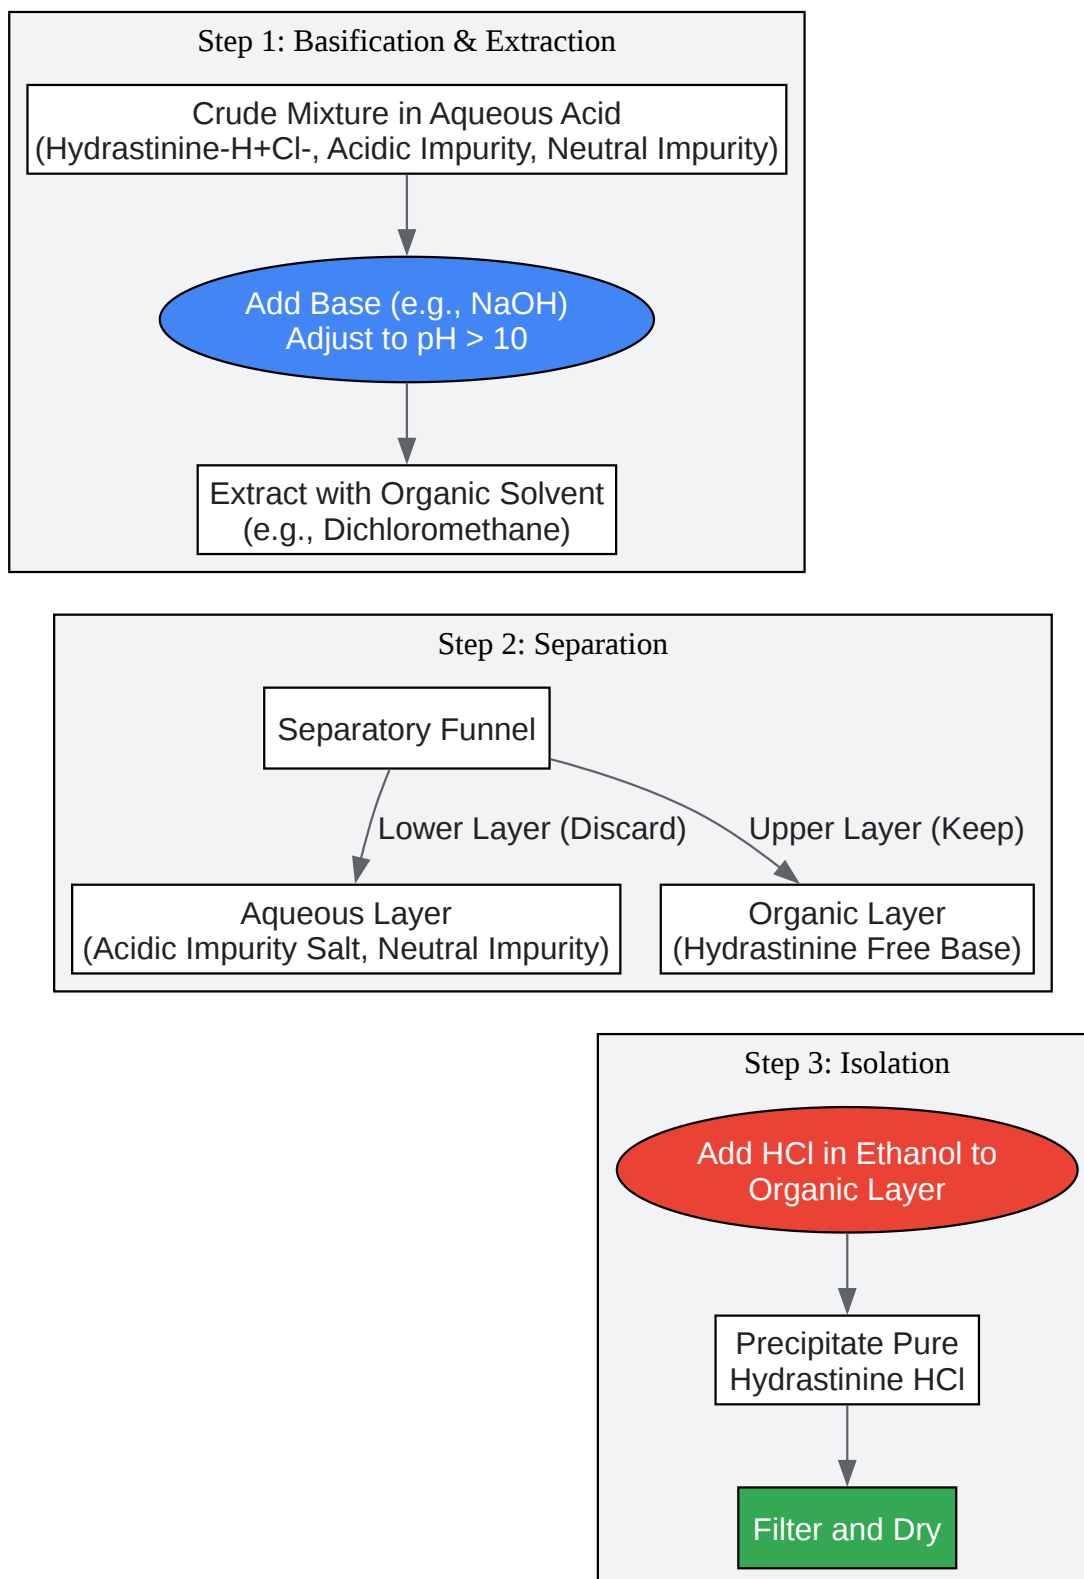 Step 1: Basification & Extraction
Crude Mixture in Aqueous Acid
(Hydrastinine-H+Cl-, Acidic Impurity, Neutral Impurity)
Add Base (e.g., NaOH)
Adjust to pH > 10
Extract with Organic Solvent
(e.g., Dichloromethane)
Step 2: Separation
Separatory Funnel
Lower Layer (Discard)
Upper Layer (Keep)
Aqueous Layer
(Acidic Impurity Salt, Neutral Impurity)
Organic Layer
(Hydrastinine Free Base)
Step 3: Isolation
Add HCl in Ethanol to
Organic Layer
Precipitate Pure
Hydrastinine HCl
Filter and Dry